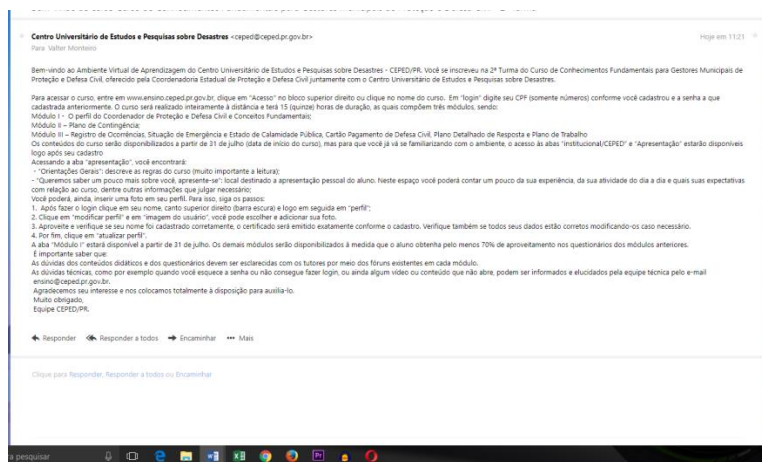 Centro Universitário de Estudos e Pesquisas sobre Desastres <ceped@ceped.pr.gov.br>
Hoje em 11:21
Para Valter Monteiro
Bem-vindo ao Ambiente Virtual de Aprendizagem do Centro Universitário de Estudos e Pesquisas sobre Desastres - CEPED/PR. Você se inscreveu na 2ª Turma do Curso de Conhecimentos Fundamentais para Gestores Municipais de
Proteção e Defesa Civil, oferecido pela Coordenadoria Estadual de Proteção e Defesa Civil juntamente com o Centro Universitário de Estudos e Pesquisas sobre Desastres.
Para acessar o curso, entre em www.ensino.ceped.pr.gov.br, clique em "Acesso" no bloco superior direito ou clique no nome do curso. Em "login" digite seu CPF (somente números) conforme você cadastrou e a senha a que
cadastrada anteriormente. O curso será realizado inteiramente à distância e terá 15 (quinze) horas de duração, as quais compõem três módulos, sendo:
Módulo I - O perfil do Coordenador de Proteção e Defesa Civil e Conceitos Fundamentais;
Módulo II – Plano de Contingência;
Módulo III – Registro de Ocorrências, Situação de Emergência e Estado de Calamidade Pública, Cartão Pagamento de Defesa Civil, Plano Detalhado de Resposta e Plano de Trabalho
Os conteúdos do curso serão disponibilizados a partir de 31 de julho (data de início do curso), mas para que você já vá se familiarizando com o ambiente, o acesso às abas "institucional/CEPED" e "Apresentação" estarão disponíveis
logo após seu cadastro
Acessando a aba "apresentação", você encontrará:
- "Orientações Gerais": descreve as regras do curso (muito importante a leitura);
- "Queremos saber um pouco mais sobre você, apresente-se": local destinado a apresentação pessoal do aluno. Neste espaço você poderá contar um pouco da sua experiência, da sua atividade do dia a dia e quais suas expectativas
com relação ao curso, dentre outras informações que julgar necessário;
Você poderá, ainda, inserir uma foto em seu perfil. Para isso, siga os passos:
1. Após fazer o login clique em seu nome, canto superior direito (barra escura) e logo em seguida em "perfil";
2. Clique em "modificar perfil" e em "imagem do usuário", você pode escolher e adicionar sua foto.
3. Aproveite e verifique se seu nome foi cadastrado corretamente, o certificado será emitido exatamente conforme o cadastro. Verifique também se todos seus dados estão corretos modificando-os caso necessário.
4. Por fim, clique em "atualizar perfil".
A aba "Módulo I" estará disponível a partir de 31 de julho. Os demais módulos serão disponibilizados à medida que o aluno obtenha pelo menos 70% de aproveitamento nos questionários dos módulos anteriores.
É importante saber que:
As dúvidas dos conteúdos didáticos e dos questionários devem ser esclarecidas com os tutores por meio dos fóruns existentes em cada módulo.
As dúvidas técnicas, como por exemplo quando você esquece a senha ou não consegue fazer login, ou ainda algum vídeo ou conteúdo que não abre, podem ser informados e elucidados pela equipe técnica pelo e-mail
ensino@ceped.pr.gov.br.
Agradecemos seu interesse e nos colocamos totalmente à disposição para auxilia-lo.
Muito obrigado,
Equipe CEPED/PR.
Responder Responder a todos Encaminhar Mais
Clique para Responder, Responder a todos ou Encaminhar
pesquisar